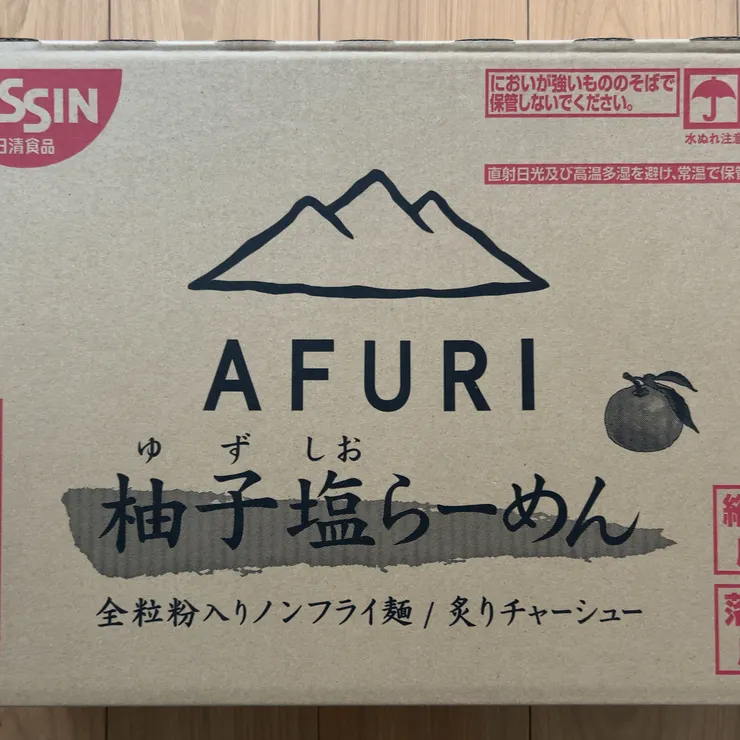 SSIN
日清食品
においが強いもののそばで
保管しないでください。
水ぬれ注意
直射日光及び高温多湿を避け、常温で保管
AFURI
ゆずしお
柚子塩らーめん
全粒粉入りノンフライ麺 / 炙りチャーシュー